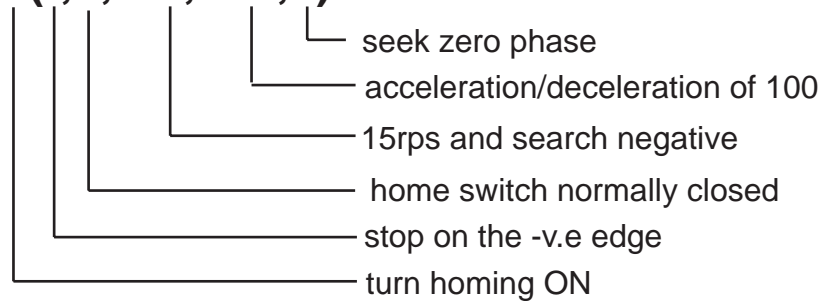 seek zero phase
acceleration/deceleration of 100
15rps and search negative
home switch normally closed
stop on the -v.e edge
turn homing ON